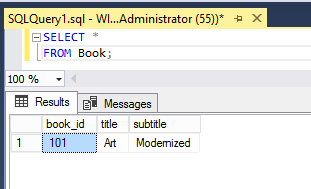 SQLQuery1.sql - WI...Administrator (55))*
SELECT *
FROM Book;
100 %
Results Messages
book_id title subtitle
1 101 Art Modernized